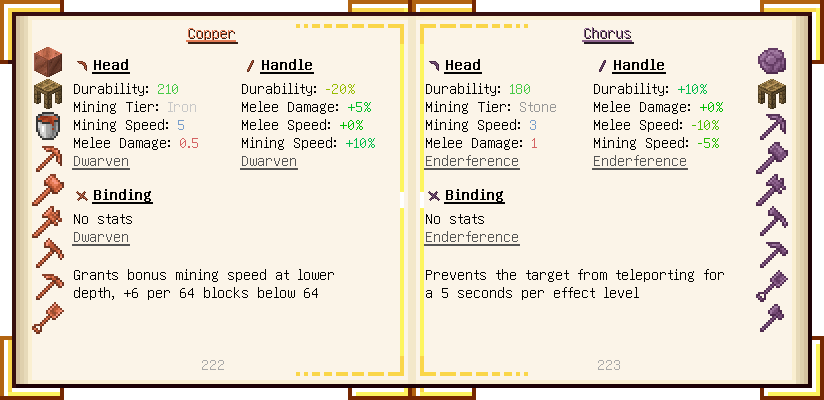 Copper
Head
Durability: 210
Mining Tier: Iron
Mining Speed: 5
Melee Damage: 0.5
Dwarven
Handle
Durability: -20%
Melee Damage: +5%
Melee Speed: +0%
Mining Speed: +10%
Dwarven
Binding
No stats
Dwarven
Grants bonus mining speed at lower
depth, +6 per 64 blocks below 64
222
Chorus
Head
Durability: 180
Mining Tier: Stone
Mining Speed: 3
Melee Damage: 1
Enderference
Handle
Durability: +10%
Melee Damage: +0%
Melee Speed: -10%
Mining Speed: -5%
Enderference
Binding
No stats
Enderference
Prevents the target from teleporting for
a 5 seconds per effect level
223